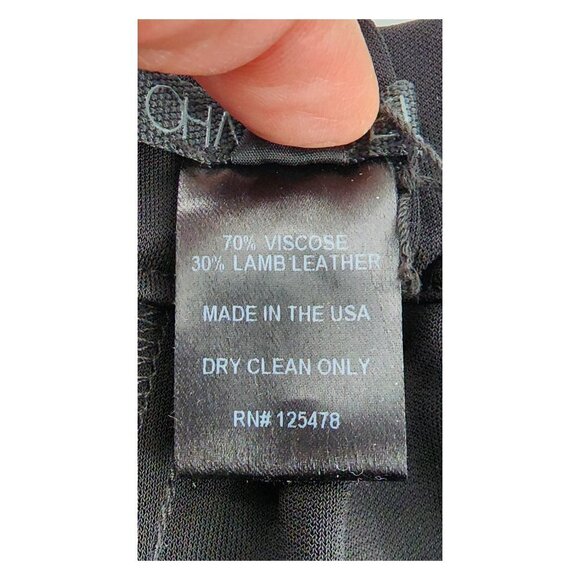 70% VISCOSE
30% LAMB LEATHER
MADE IN THE USA
DRY CLEAN ONLY
RN# 125478